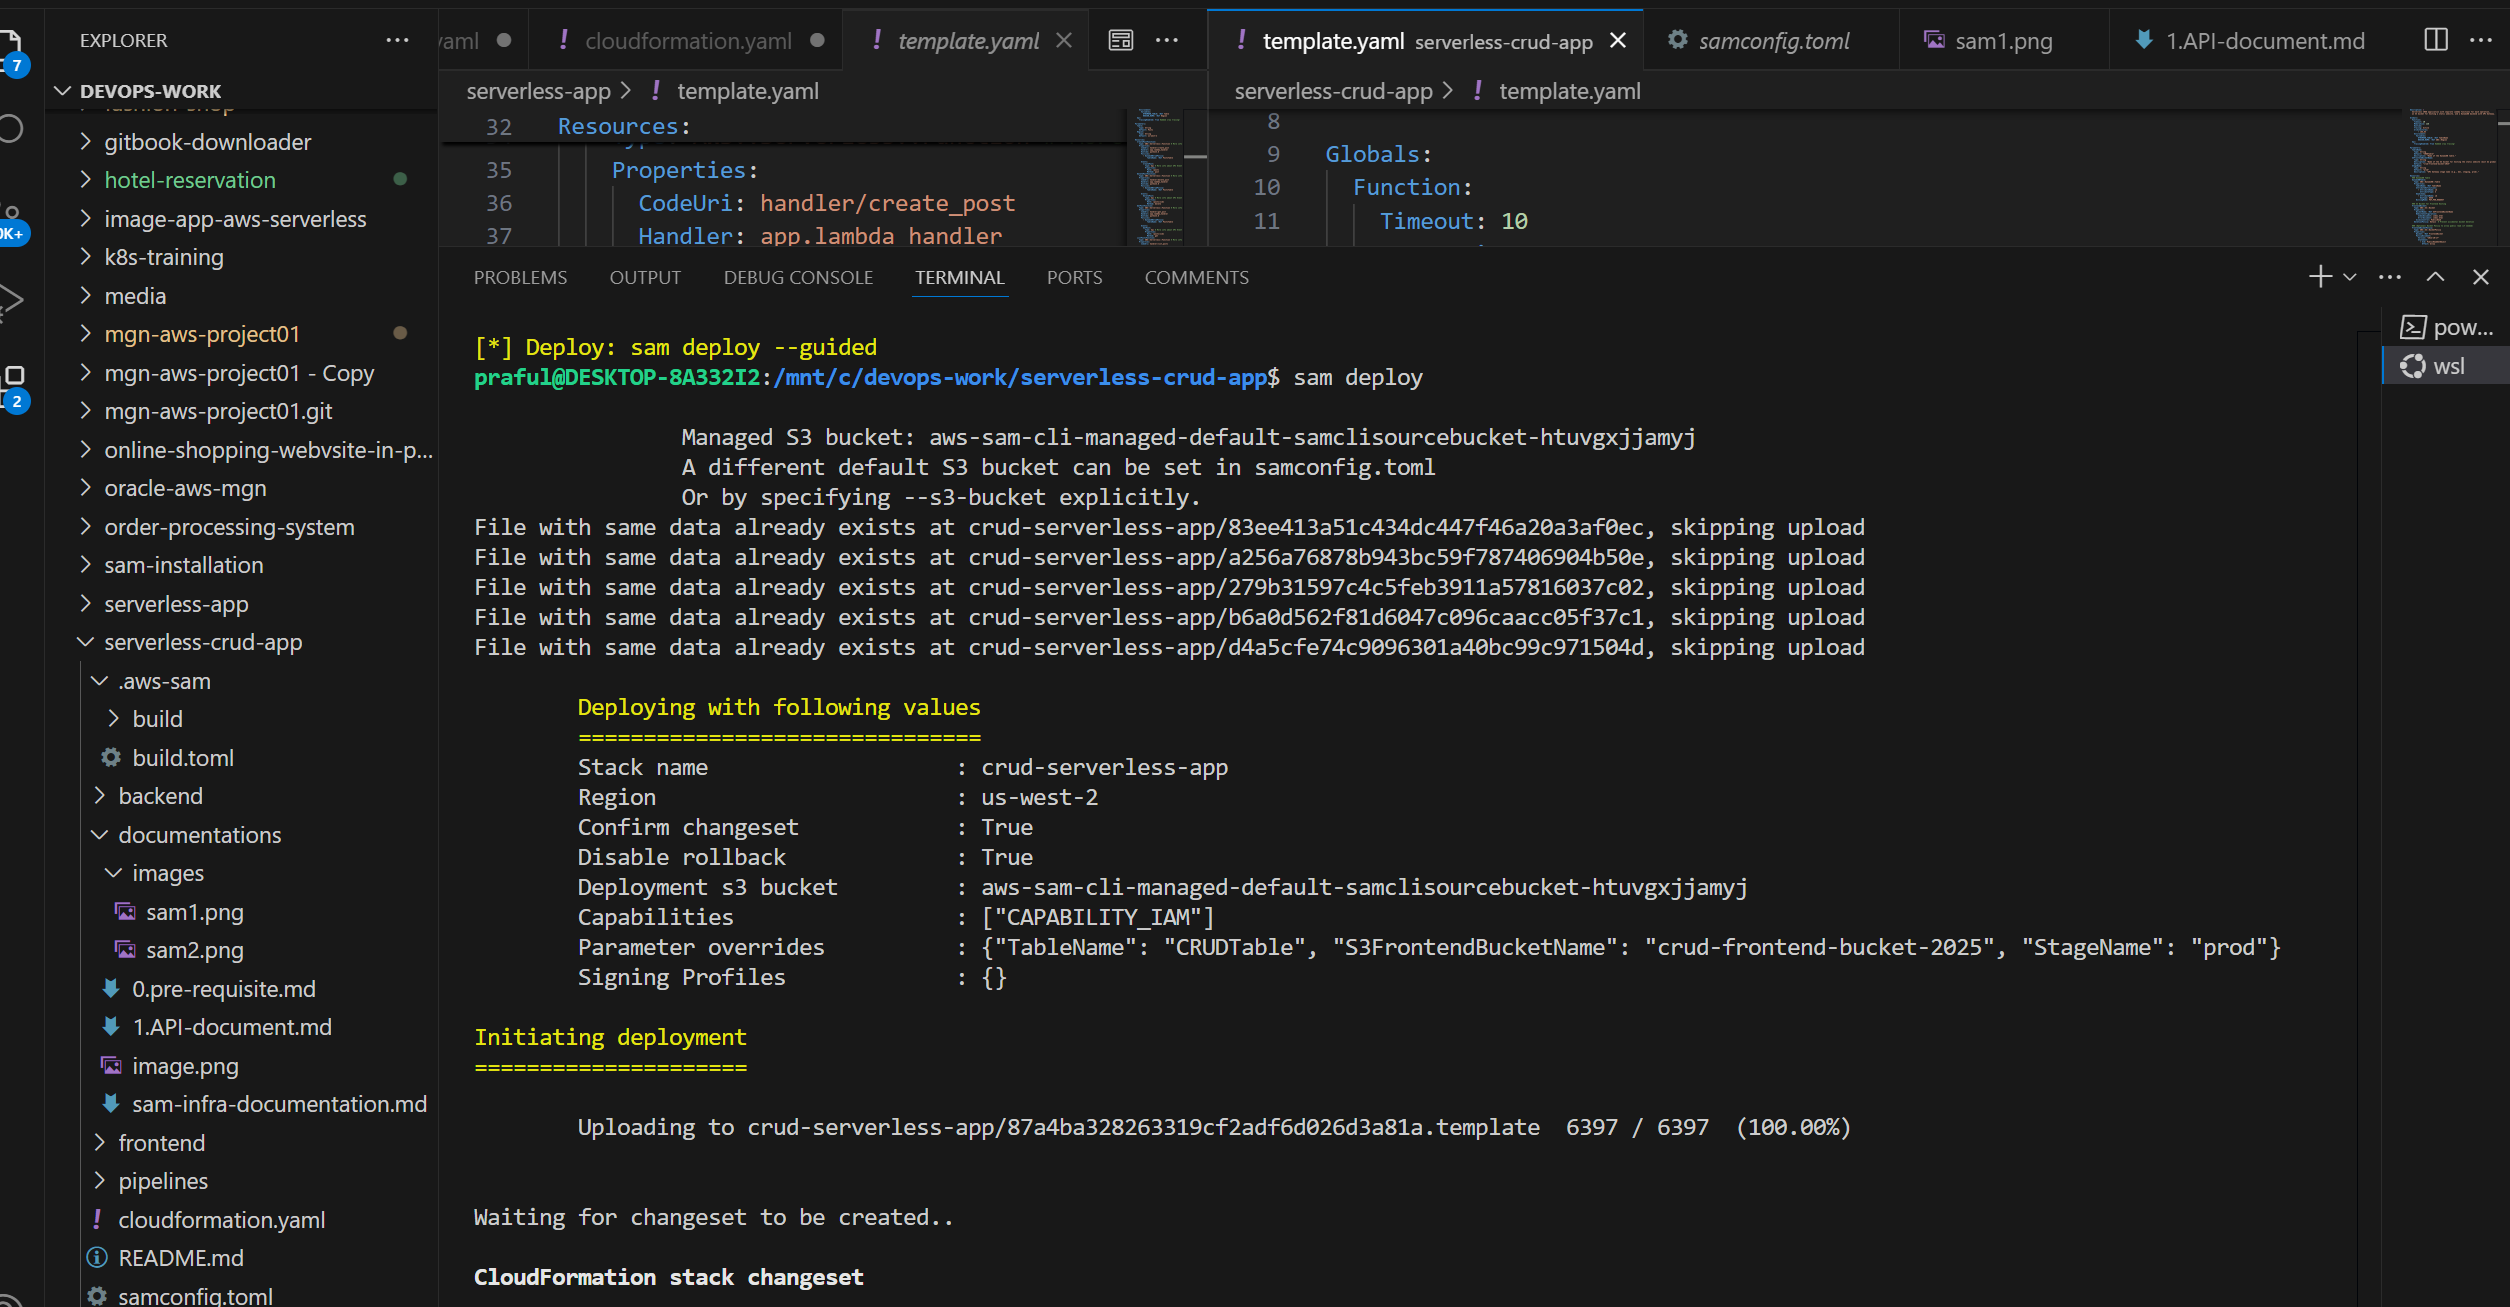 EXPLORER
DEVOPS-WORK
gitbook-downloader
hotel-reservation
image-app-aws-serverless
k8s-training
media
mgn-aws-project01
mgn-aws-project01 - Copy
mgn-aws-project01.git
online-shopping-webvsite-in-p...
oracle-aws-mgn
order-processing-system
sam-installation
serverless-app
serverless-crud-app
.aws-sam
build
build.toml
backend
documentations
images
sam1.png
sam2.png
0.pre-requisite.md
1.API-document.md
image.png
sam-infra-documentation.md
frontend
pipelines
cloudformation.yaml
README.md
samconfig.toml
7
K+
2
yaml
cloudformation.yaml
template.yaml
serverless-app > template.yaml
32 Resources:
35 Properties:
36 CodeUri: handler/create_post
37 Handler: app.lambda_handler
template.yaml serverless-crud-app
samconfig.toml
sam1.png
1.API-document.md
serverless-crud-app > template.yaml
8
9 Globals:
10 Function:
11 Timeout: 10
PROBLEMS OUTPUT DEBUG CONSOLE TERMINAL PORTS COMMENTS
pow...
wsl
[*] Deploy: sam deploy --guided
praful@DESKTOP-8A332I2:/mnt/c/devops-work/serverless-crud-app$ sam deploy
Managed S3 bucket: aws-sam-cli-managed-default-samclisourcebucket-htuvgxjjamyj
A different default S3 bucket can be set in samconfig.toml
Or by specifying --s3-bucket explicitly.
File with same data already exists at crud-serverless-app/83ee413a51c434dc447f46a20a3af0ec, skipping upload
File with same data already exists at crud-serverless-app/a256a76878b943bc59f787406904b50e, skipping upload
File with same data already exists at crud-serverless-app/279b31597c4c5feb3911a57816037c02, skipping upload
File with same data already exists at crud-serverless-app/b6a0d562f81d6047c096caacc05f37c1, skipping upload
File with same data already exists at crud-serverless-app/d4a5cfe74c9096301a40bc99c971504d, skipping upload
Deploying with following values
===============================
Stack name : crud-serverless-app
Region : us-west-2
Confirm changeset : True
Disable rollback : True
Deployment s3 bucket : aws-sam-cli-managed-default-samclisourcebucket-htuvgxjjamyj
Capabilities : ["CAPABILITY_IAM"]
Parameter overrides : {"TableName": "CRUDTable", "S3FrontendBucketName": "crud-frontend-bucket-2025", "StageName": "prod"}
Signing Profiles : {}
Initiating deployment
=====================
Uploading to crud-serverless-app/87a4ba328263319cf2adf6d026d3a81a.template 6397 / 6397 (100.00%)
Waiting for changeset to be created..
CloudFormation stack changeset